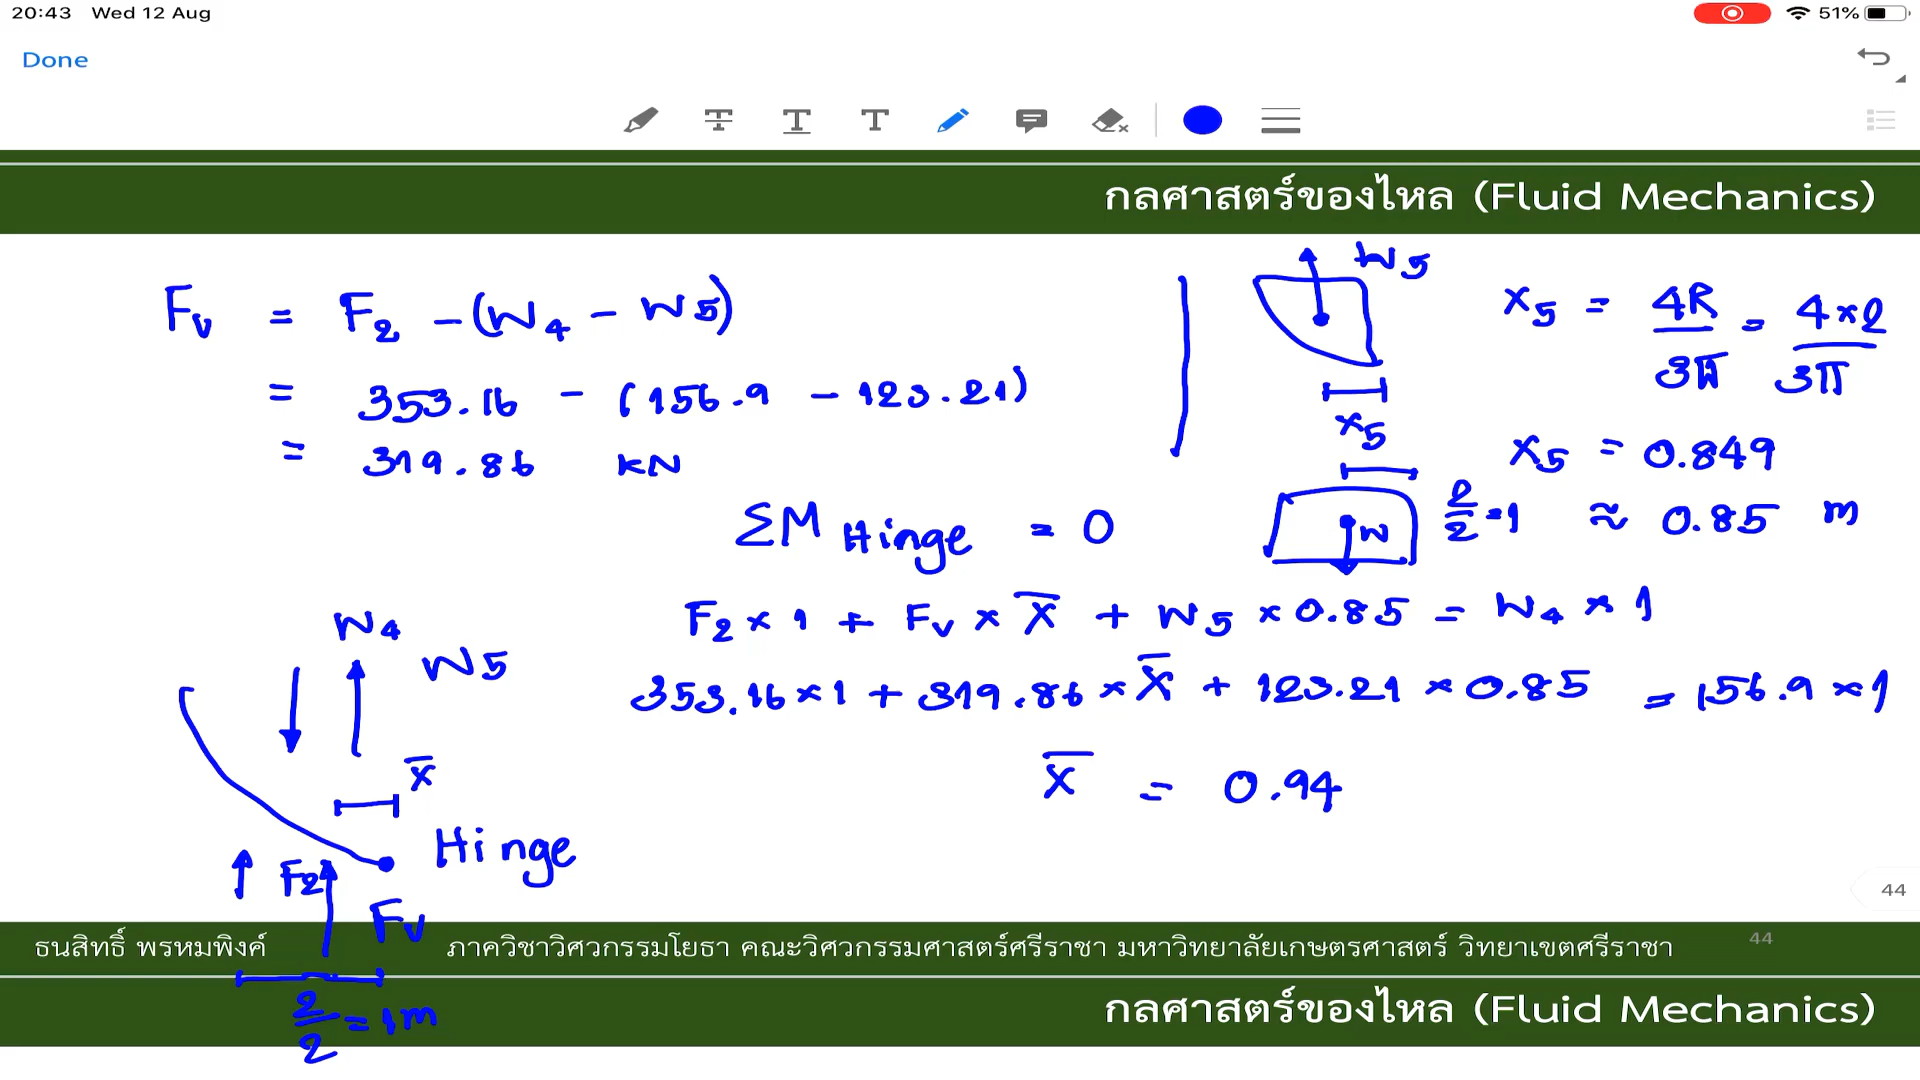 20:43 Wed 12 Aug
51%
Done
กลศาสตร์ของไหล (Fluid Mechanics)
Fv = F2 - (W4 - W5)
= 353.16 - (156.9 - 123.21)
= 319.86 kN
W5
x5
x5 = 4R/3π = 4×2/3π
x5 = 0.849
≈ 0.85 m
2/2 = 1
W
ΣM Hinge = 0
F2 × 1 + Fv × X̅ + W5 × 0.85 = W4 × 1
353.16 × 1 + 319.86 × X̅ + 123.21 × 0.85 = 156.9 × 1
X̅ = 0.94
W4
W5
X̅
Hinge
F2
Fv
2/2 = 1m
44
ธนสิทธิ์ พรหมพิงค์ ภาควิชาวิศวกรรมโยธา คณะวิศวกรรมศาสตร์ศรีราชา มหาวิทยาลัยเกษตรศาสตร์ วิทยาเขตศรีราชา 44
กลศาสตร์ของไหล (Fluid Mechanics)